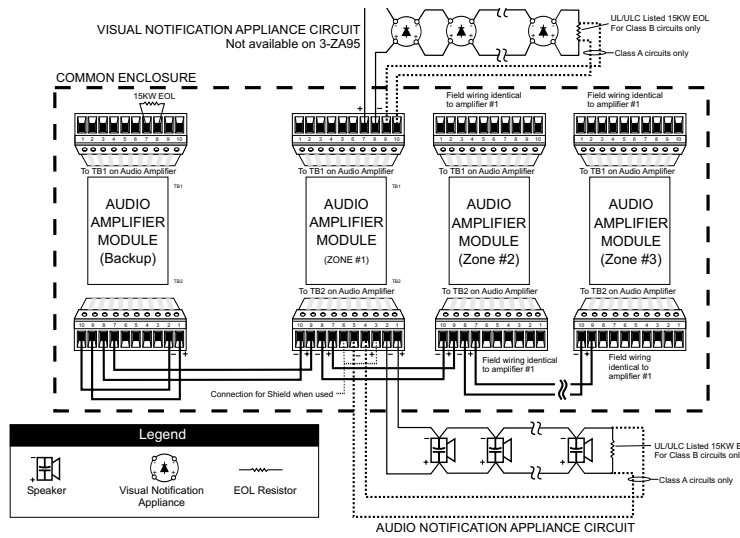 VISUAL NOTIFICATION APPLIANCE CIRCUIT
Not available on 3-ZA95
UL/ULC Listed 15KW EOL
For Class B circuits only
Class A circuits only
COMMON ENCLOSURE
15KW EOL
+ −
Field wiring identical
to amplifier #1
Field wiring identical
to amplifier #1
1 2 3 4 5 6 7 8 9 10
1 2 3 4 5 6 7 8 9 10
1 2 3 4 5 6 7 8 9 10
1 2 3 4 5 6 7 8 9 10
To TB1 on Audio Amplifier
To TB1 on Audio Amplifier
To TB1 on Audio Amplifier
To TB1 on Audio Amplifier
TB1
TB1
AUDIO
AMPLIFIER
MODULE
(Backup)
AUDIO
AMPLIFIER
MODULE
(ZONE #1)
AUDIO
AMPLIFIER
MODULE
(Zone #2)
AUDIO
AMPLIFIER
MODULE
(Zone #3)
TB2
TB2
To TB2 on Audio Amplifier
To TB2 on Audio Amplifier
To TB2 on Audio Amplifier
10 9 8 7 6 5 4 3 2 1
10 9 8 7 6 5 4 3 2 1
10 9 8 7 6 5 4 3 2 1
10 9 8 7 6 5 4 3 2 1
− + − + − +
− + − + − + − +
− + − +
− +
Field wiring identical
to amplifier #1
Field wiring
identical to
amplifier #1
Connection for Shield when used
Legend
Speaker
Visual Notification
Appliance
EOL Resistor
UL/ULC Listed 15KW E
For Class B circuits onl
Class A circuits only
AUDIO NOTIFICATION APPLIANCE CIRCUIT